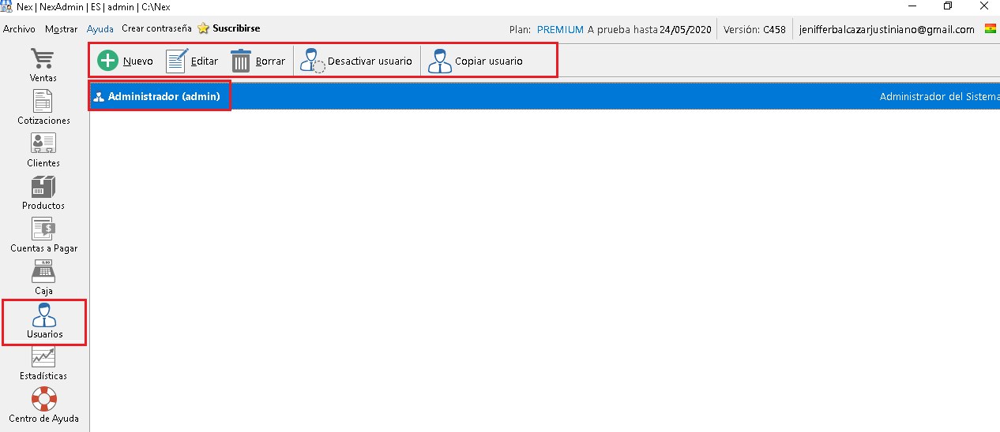 Nex | NexAdmin | ES | admin | C:\Nex
Archivo Mostrar Ayuda Crear contraseña Suscribirse Plan: PREMIUM A prueba hasta 24/05/2020 Versión: C458 jenifferbalcazarjustiniano@gmail.com
Nuevo Editar Borrar Desactivar usuario Copiar usuario
Administrador (admin) Administrador del Sistema
Ventas
Cotizaciones
Clientes
Productos
Cuentas a Pagar
Caja
Usuarios
Estadísticas
Centro de Ayuda